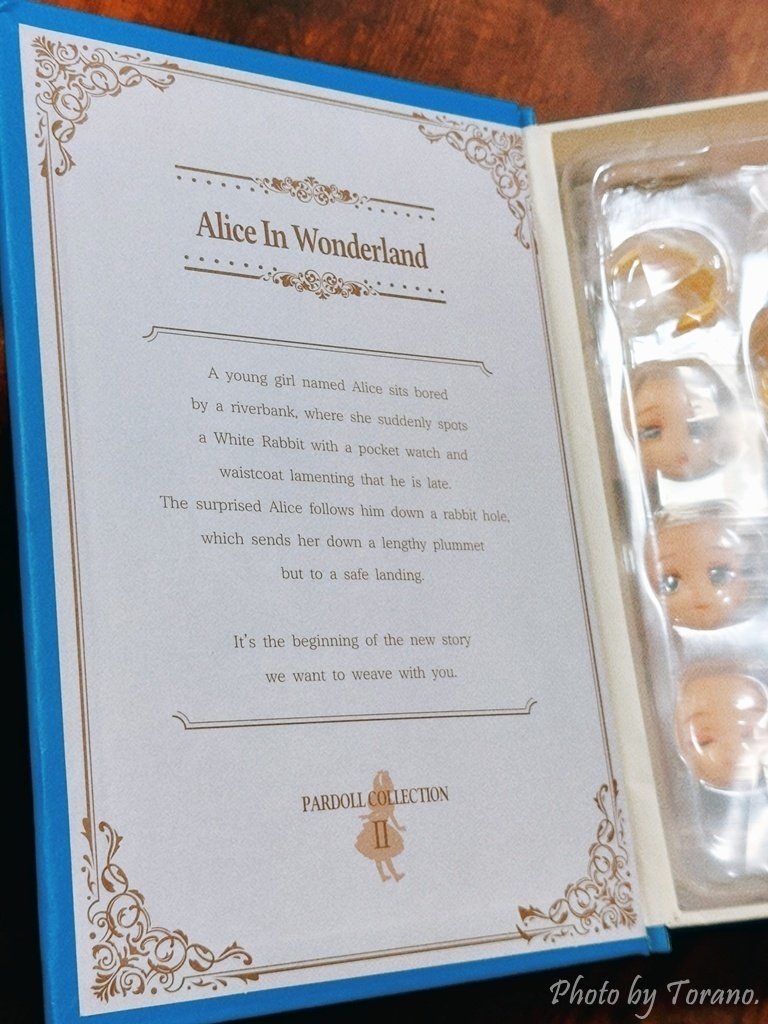 Alice In Wonderland
A young girl named Alice sits bored
by a riverbank, where she suddenly spots
a White Rabbit with a pocket watch and
waistcoat lamenting that he is late.
The surprised Alice follows him down a rabbit hole,
which sends her down a lengthy plummet
but to a safe landing.
It's the beginning of the new story
we want to weave with you.
PARDOLL COLLECTION
II
Photo by Torano.